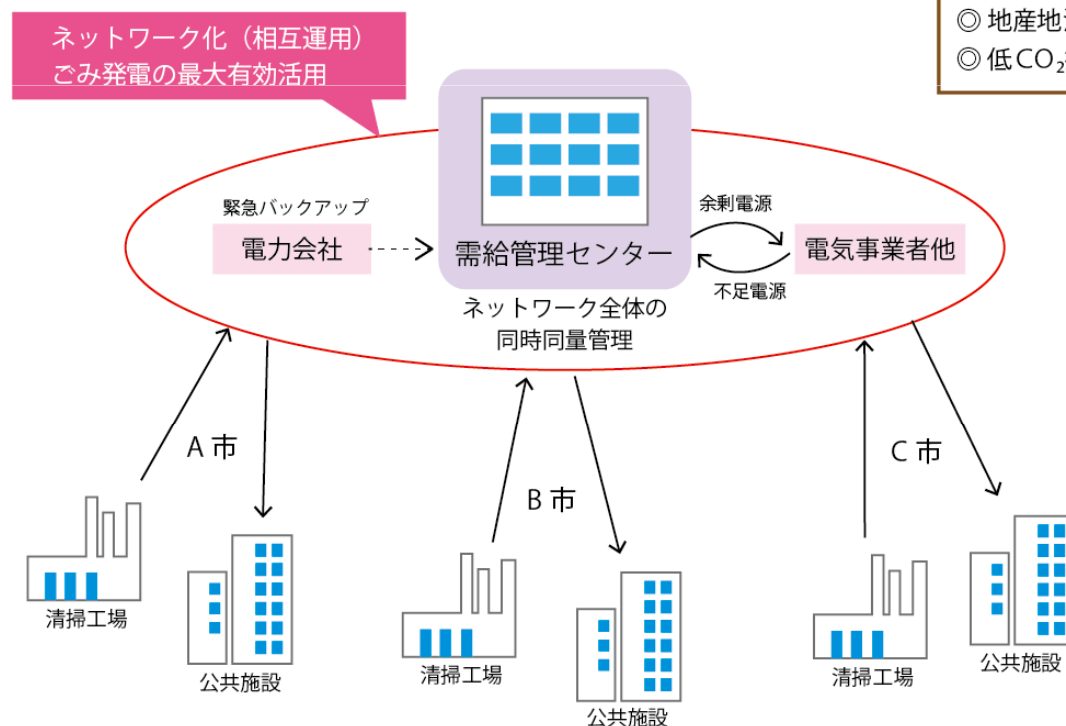 ネットワーク化（相互運用）
ごみ発電の最大有効活用
◎ 地産地
◎ 低CO₂
緊急バックアップ
電力会社
需給管理センター
余剰電源
不足電源
電気事業者他
ネットワーク全体の
同時同量管理
A 市
B 市
C 市
清掃工場
公共施設
清掃工場
公共施設
清掃工場
公共施設